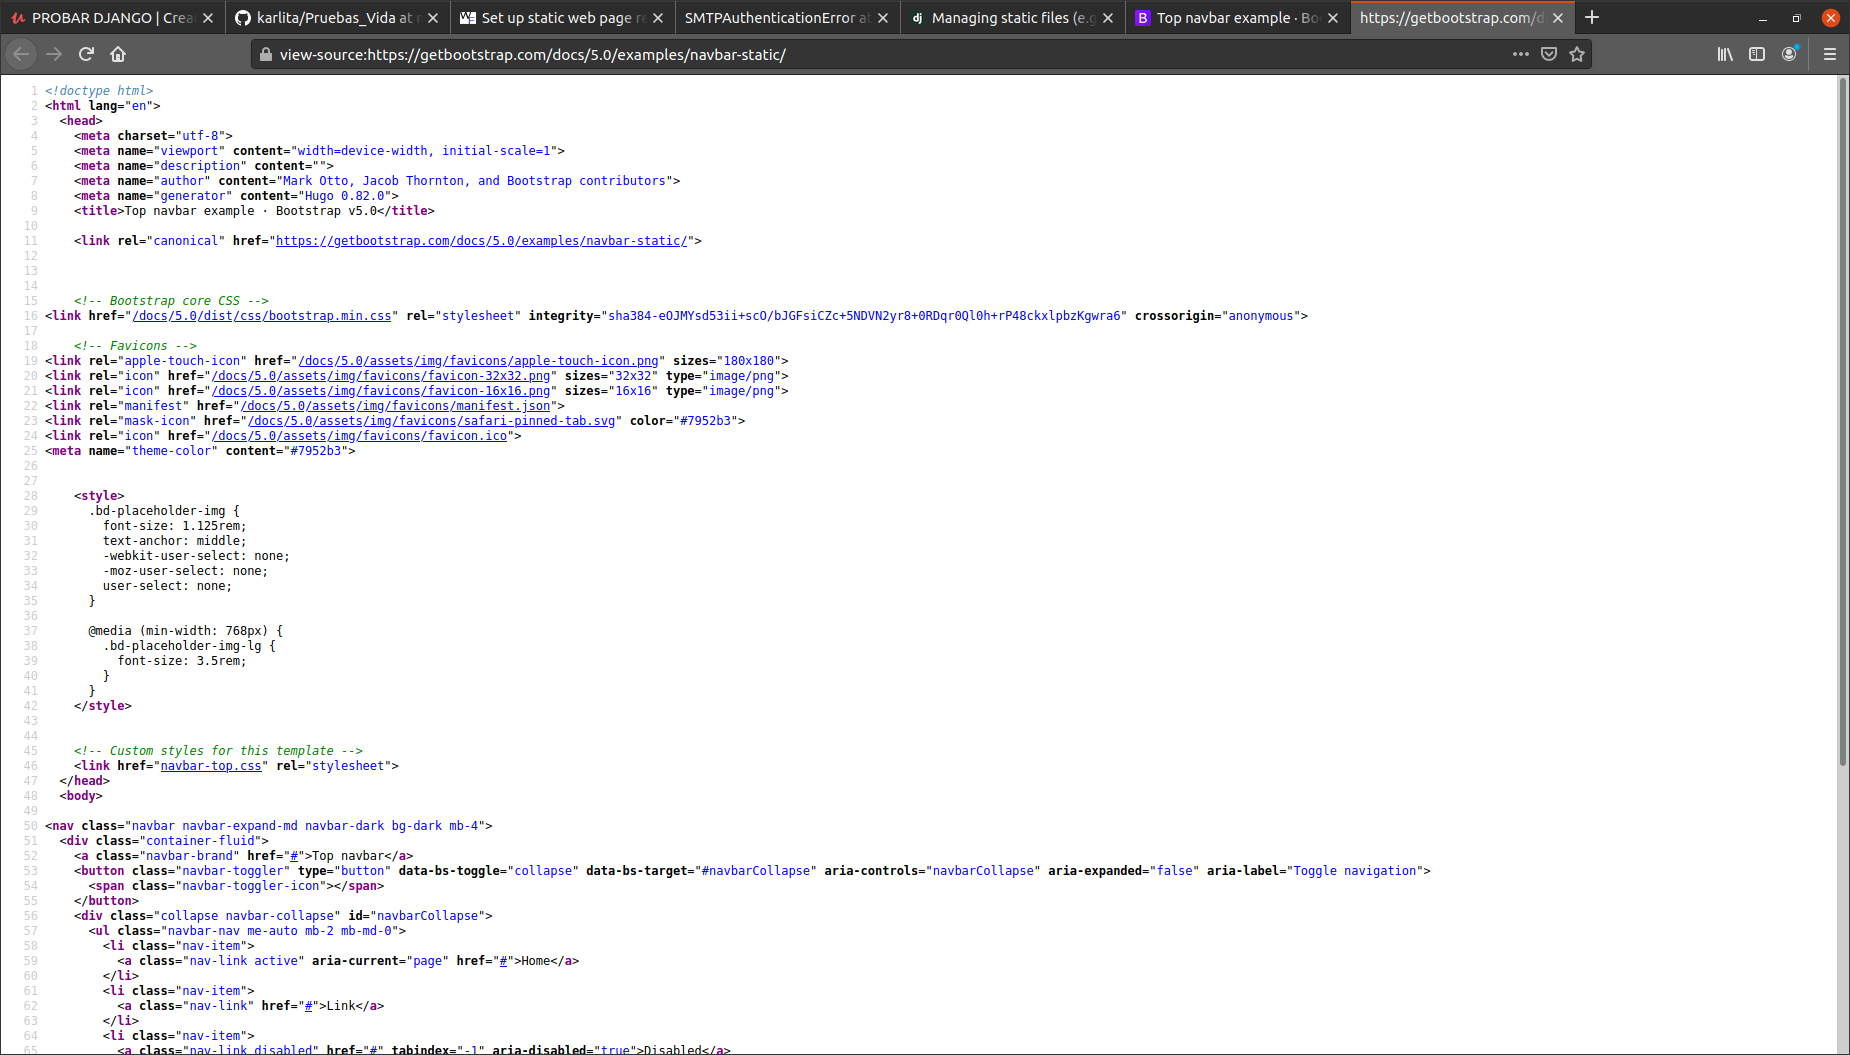 PROBAR DJANGO | Crea
karlita/Pruebas_Vida at
Set up static web page re
SMTPAuthenticationError at
Managing static files (e.g
Top navbar example · Bo
https://getbootstrap.com/d
view-source:https://getbootstrap.com/docs/5.0/examples/navbar-static/
1 <!doctype html>
2 <html lang="en">
3 <head>
4 <meta charset="utf-8">
5 <meta name="viewport" content="width=device-width, initial-scale=1">
6 <meta name="description" content="">
7 <meta name="author" content="Mark Otto, Jacob Thornton, and Bootstrap contributors">
8 <meta name="generator" content="Hugo 0.82.0">
9 <title>Top navbar example · Bootstrap v5.0</title>
10
11 <link rel="canonical" href="https://getbootstrap.com/docs/5.0/examples/navbar-static/">
12
13
14
15 <!-- Bootstrap core CSS -->
16 <link href="/docs/5.0/dist/css/bootstrap.min.css" rel="stylesheet" integrity="sha384-eOJMYsd53ii+scO/bJGFsiCZc+5NDVN2yr8+0RDqr0Ql0h+rP48ckxlpbzKgwra6" crossorigin="anonymous">
17
18 <!-- Favicons -->
19 <link rel="apple-touch-icon" href="/docs/5.0/assets/img/favicons/apple-touch-icon.png" sizes="180x180">
20 <link rel="icon" href="/docs/5.0/assets/img/favicons/favicon-32x32.png" sizes="32x32" type="image/png">
21 <link rel="icon" href="/docs/5.0/assets/img/favicons/favicon-16x16.png" sizes="16x16" type="image/png">
22 <link rel="manifest" href="/docs/5.0/assets/img/favicons/manifest.json">
23 <link rel="mask-icon" href="/docs/5.0/assets/img/favicons/safari-pinned-tab.svg" color="#7952b3">
24 <link rel="icon" href="/docs/5.0/assets/img/favicons/favicon.ico">
25 <meta name="theme-color" content="#7952b3">
26
27
28 <style>
29 .bd-placeholder-img {
30 font-size: 1.125rem;
31 text-anchor: middle;
32 -webkit-user-select: none;
33 -moz-user-select: none;
34 user-select: none;
35 }
36
37 @media (min-width: 768px) {
38 .bd-placeholder-img-lg {
39 font-size: 3.5rem;
40 }
41 }
42 </style>
43
44
45 <!-- Custom styles for this template -->
46 <link href="navbar-top.css" rel="stylesheet">
47 </head>
48 <body>
49
50 <nav class="navbar navbar-expand-md navbar-dark bg-dark mb-4">
51 <div class="container-fluid">
52 <a class="navbar-brand" href="#">Top navbar</a>
53 <button class="navbar-toggler" type="button" data-bs-toggle="collapse" data-bs-target="#navbarCollapse" aria-controls="navbarCollapse" aria-expanded="false" aria-label="Toggle navigation">
54 <span class="navbar-toggler-icon"></span>
55 </button>
56 <div class="collapse navbar-collapse" id="navbarCollapse">
57 <ul class="navbar-nav me-auto mb-2 mb-md-0">
58 <li class="nav-item">
59 <a class="nav-link active" aria-current="page" href="#">Home</a>
60 </li>
61 <li class="nav-item">
62 <a class="nav-link" href="#">Link</a>
63 </li>
64 <li class="nav-item">
65 <a class="nav-link disabled" href="#" tabindex="-1" aria-disabled="true">Disabled</a>